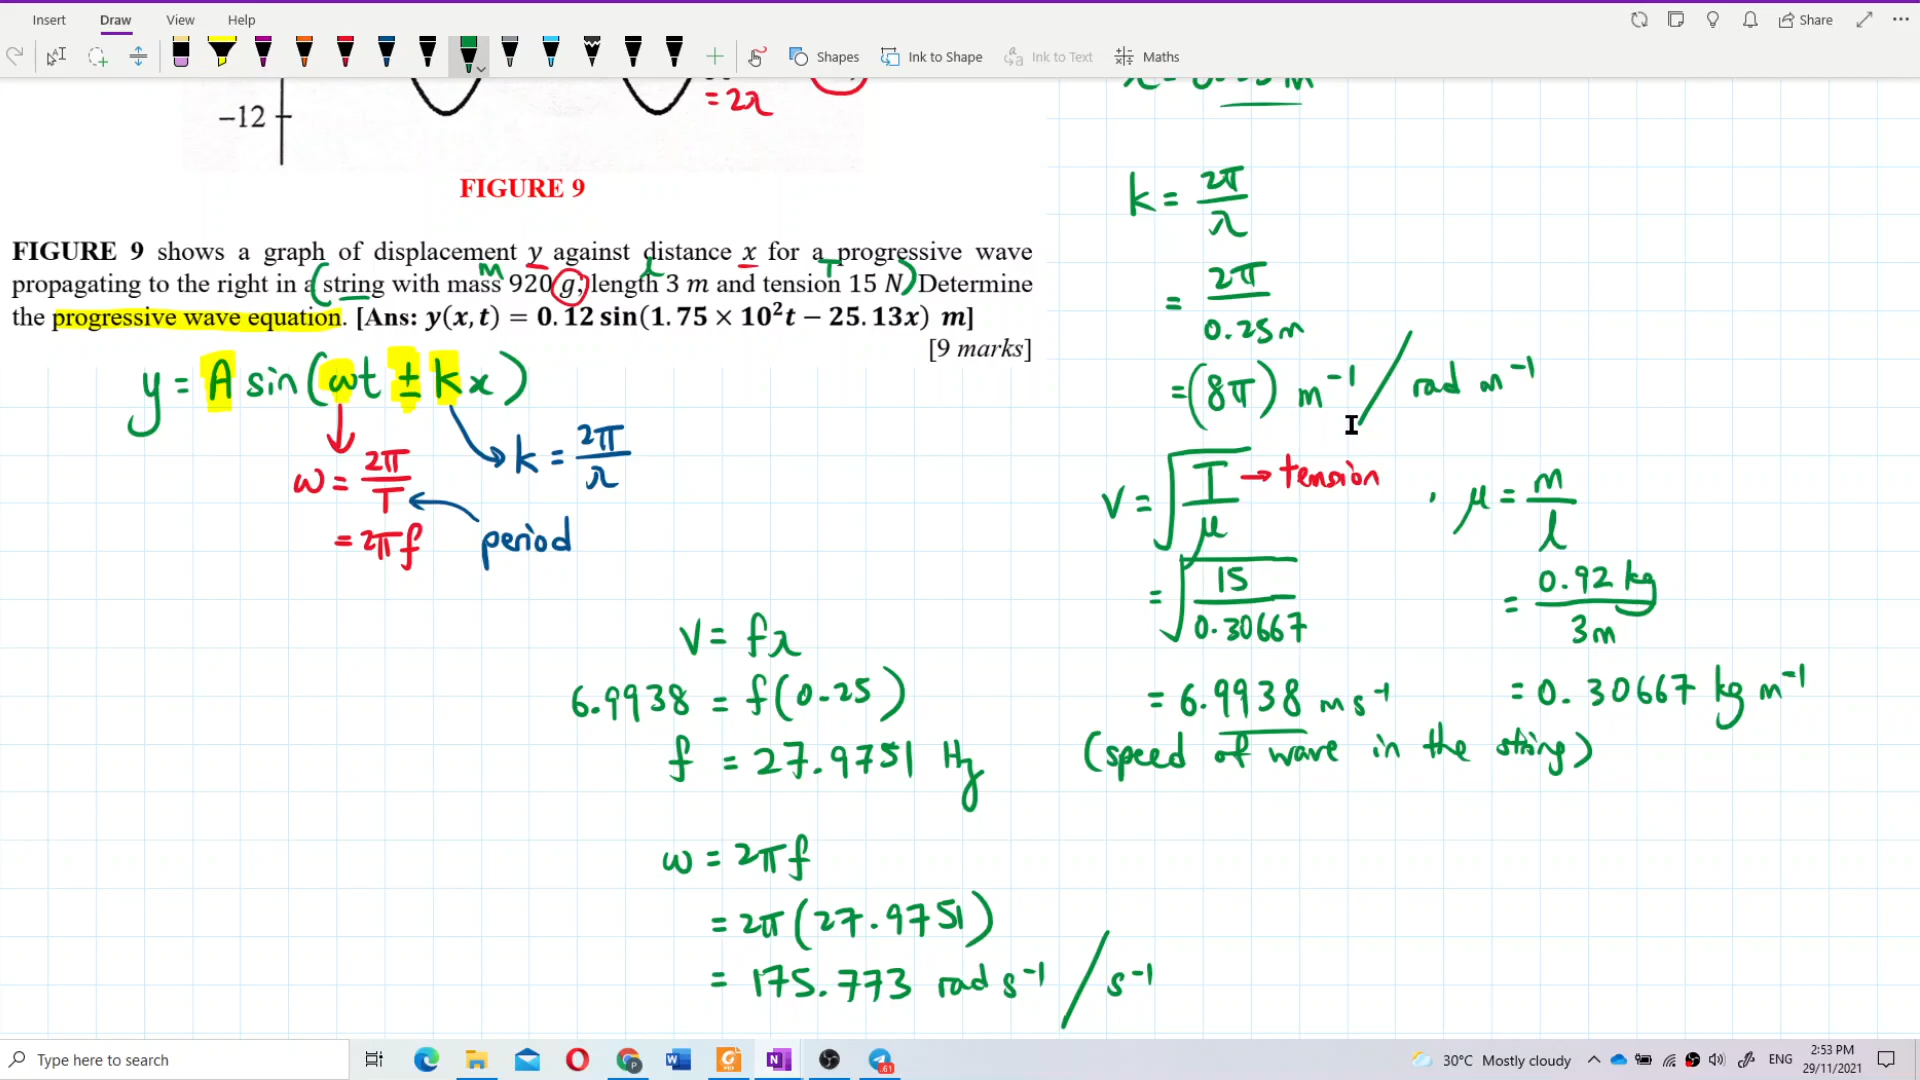 Insert Draw View Help
Share
Shapes Ink to Shape Ink to Text Maths
= 2λ
-12
FIGURE 9
FIGURE 9 shows a graph of displacement y against distance x for a progressive wave
m l T
propagating to the right in a (string with mass 920 g, length 3 m and tension 15 N) Determine
the progressive wave equation. [Ans: y(x, t) = 0.12 sin(1.75 × 10²t − 25.13x) m]
[9 marks]
y = A sin (ωt ± kx)
ω = 2π/T
= 2πf
period
k = 2π/λ
k = 2π/λ
= 2π/0.25m
= (8π) m⁻¹ / rad m⁻¹
v = √(T/μ) → tension , μ = m/l
= √(15/0.30667) = 0.92 kg/3m
= 6.9938 ms⁻¹ = 0.30667 kg m⁻¹
(speed of wave in the string)
v = fλ
6.9938 = f(0.25)
f = 27.9751 Hz
ω = 2πf
= 2π(27.9751)
= 175.773 rad s⁻¹ / s⁻¹
Type here to search
61
30°C Mostly cloudy
ENG
2:53 PM
29/11/2021